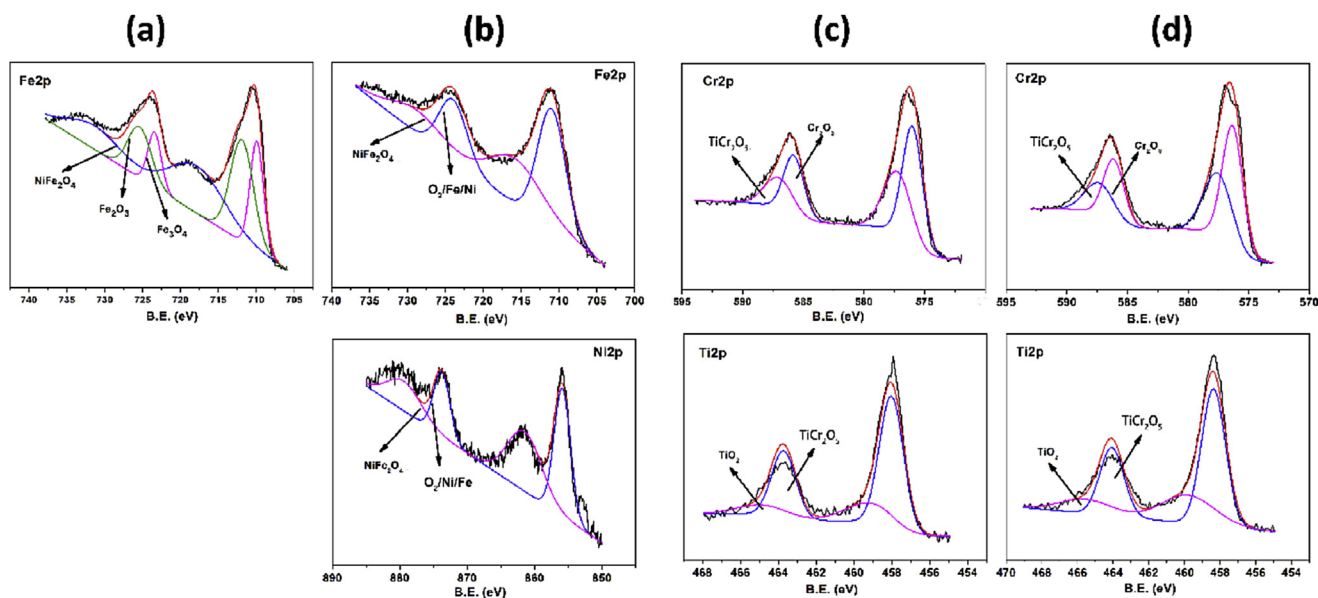 (a)
(b)
(c)
(d)
Fe2p
NiFe₂O₄
Fe₂O₃
Fe₃O₄
740 735 730 725 720 715 710 705
B.E. (eV)
Fe2p
NiFe₂O₄
O₂/Fe/Ni
740 735 730 725 720 715 710 705 700
B.E. (eV)
Cr2p
TiCr₂O₅
Cr₂O₃
595 590 585 580 575 570
B.E. (eV)
Cr2p
TiCr₂O₅
Cr₂O₃
595 590 585 580 575 570
B.E. (eV)
Ni2p
NiFe₂O₄
O₂/Ni/Fe
890 880 870 860 850
B.E. (eV)
Ti2p
TiO₂
TiCr₂O₅
468 466 464 462 460 458 456 454
B.E. (eV)
Ti2p
TiO₂
TiCr₂O₅
470 468 466 464 462 460 458 456 454
B.E. (eV)